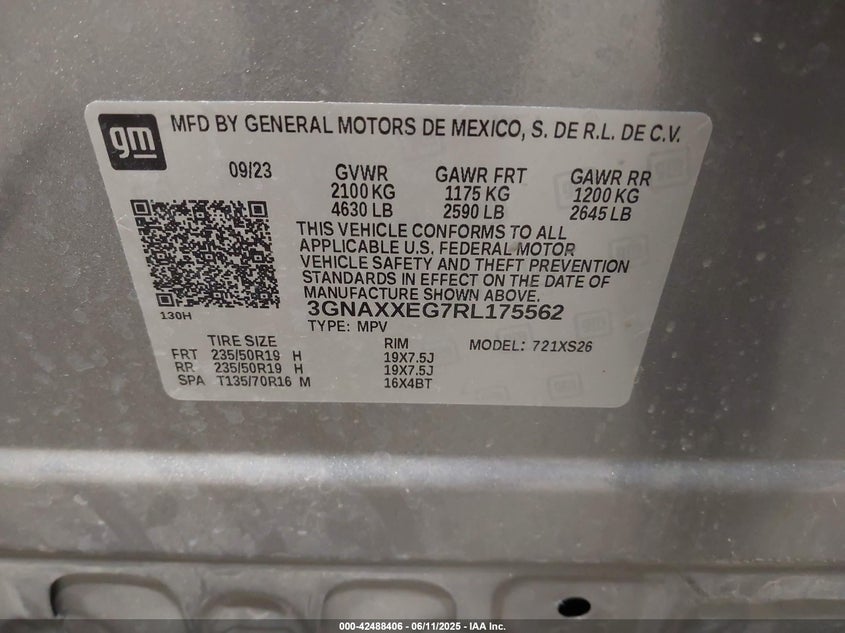 gm
MFD BY GENERAL MOTORS DE MEXICO, S. DE R.L. DE C.V.
09/23 GVWR GAWR FRT GAWR RR
2100 KG 1175 KG 1200 KG
4630 LB 2590 LB 2645 LB
THIS VEHICLE CONFORMS TO ALL
APPLICABLE U.S. FEDERAL MOTOR
VEHICLE SAFETY AND THEFT PREVENTION
STANDARDS IN EFFECT ON THE DATE OF
MANUFACTURE SHOWN ABOVE.
130H
3GNAXXEG7RL175562
TYPE: MPV
TIRE SIZE RIM MODEL: 721XS26
FRT 235/50R19 H 19X7.5J
RR 235/50R19 H 19X7.5J
SPA T135/70R16 M 16X4BT
000-42488406 - 06/11/2025 - IAA Inc.